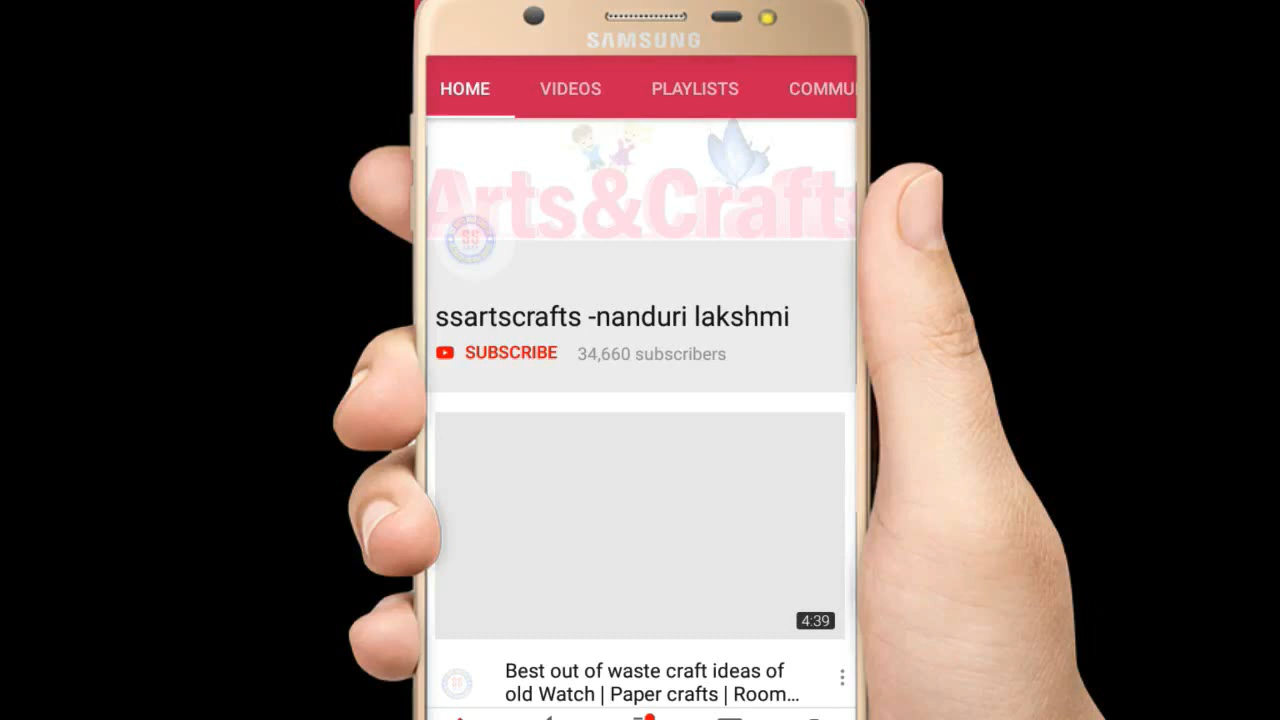 SAMSUNG
HOME VIDEOS PLAYLISTS COMMU
Arts&Crafts
SS
ssartscrafts -nanduri lakshmi
SUBSCRIBE 34,660 subscribers
4:39
Best out of waste craft ideas of
old Watch | Paper crafts | Room...